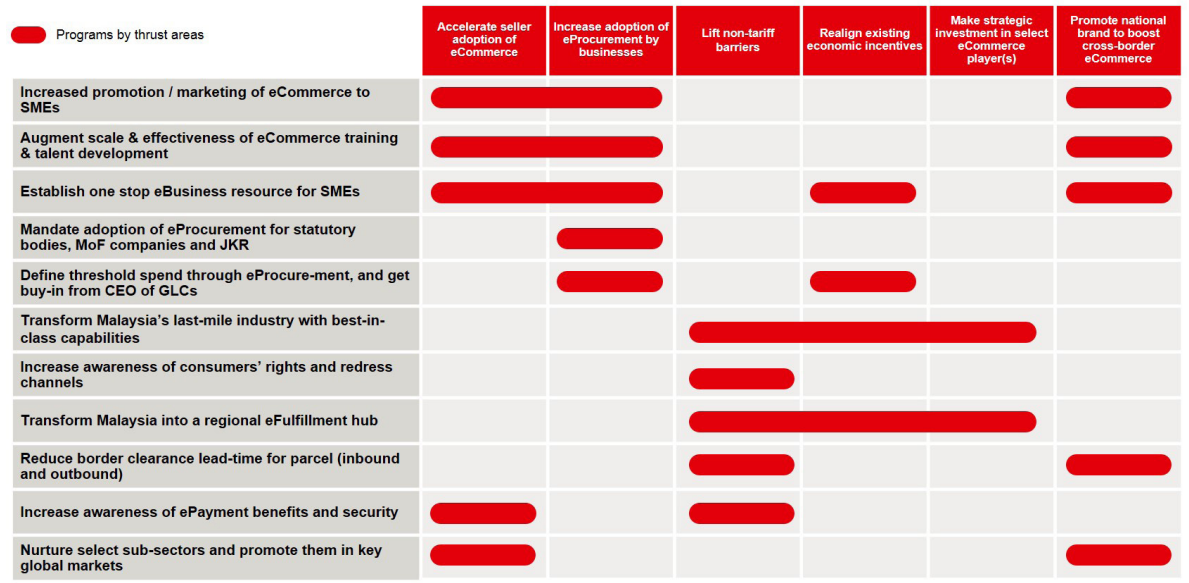 Programs by thrust areas
Accelerate seller
adoption of
eCommerce
Increase adoption of
eProcurement by
businesses
Lift non-tariff
barriers
Realign existing
economic incentives
Make strategic
investment in select
eCommerce
player(s)
Promote national
brand to boost
cross-border
eCommerce
Increased promotion / marketing of eCommerce to
SMEs
Augment scale & effectiveness of eCommerce training
& talent development
Establish one stop eBusiness resource for SMEs
Mandate adoption of eProcurement for statutory
bodies, MoF companies and JKR
Define threshold spend through eProcure-ment, and get
buy-in from CEO of GLCs
Transform Malaysia's last-mile industry with best-in-
class capabilities
Increase awareness of consumers' rights and redress
channels
Transform Malaysia into a regional eFulfillment hub
Reduce border clearance lead-time for parcel (inbound
and outbound)
Increase awareness of ePayment benefits and security
Nurture select sub-sectors and promote them in key
global markets